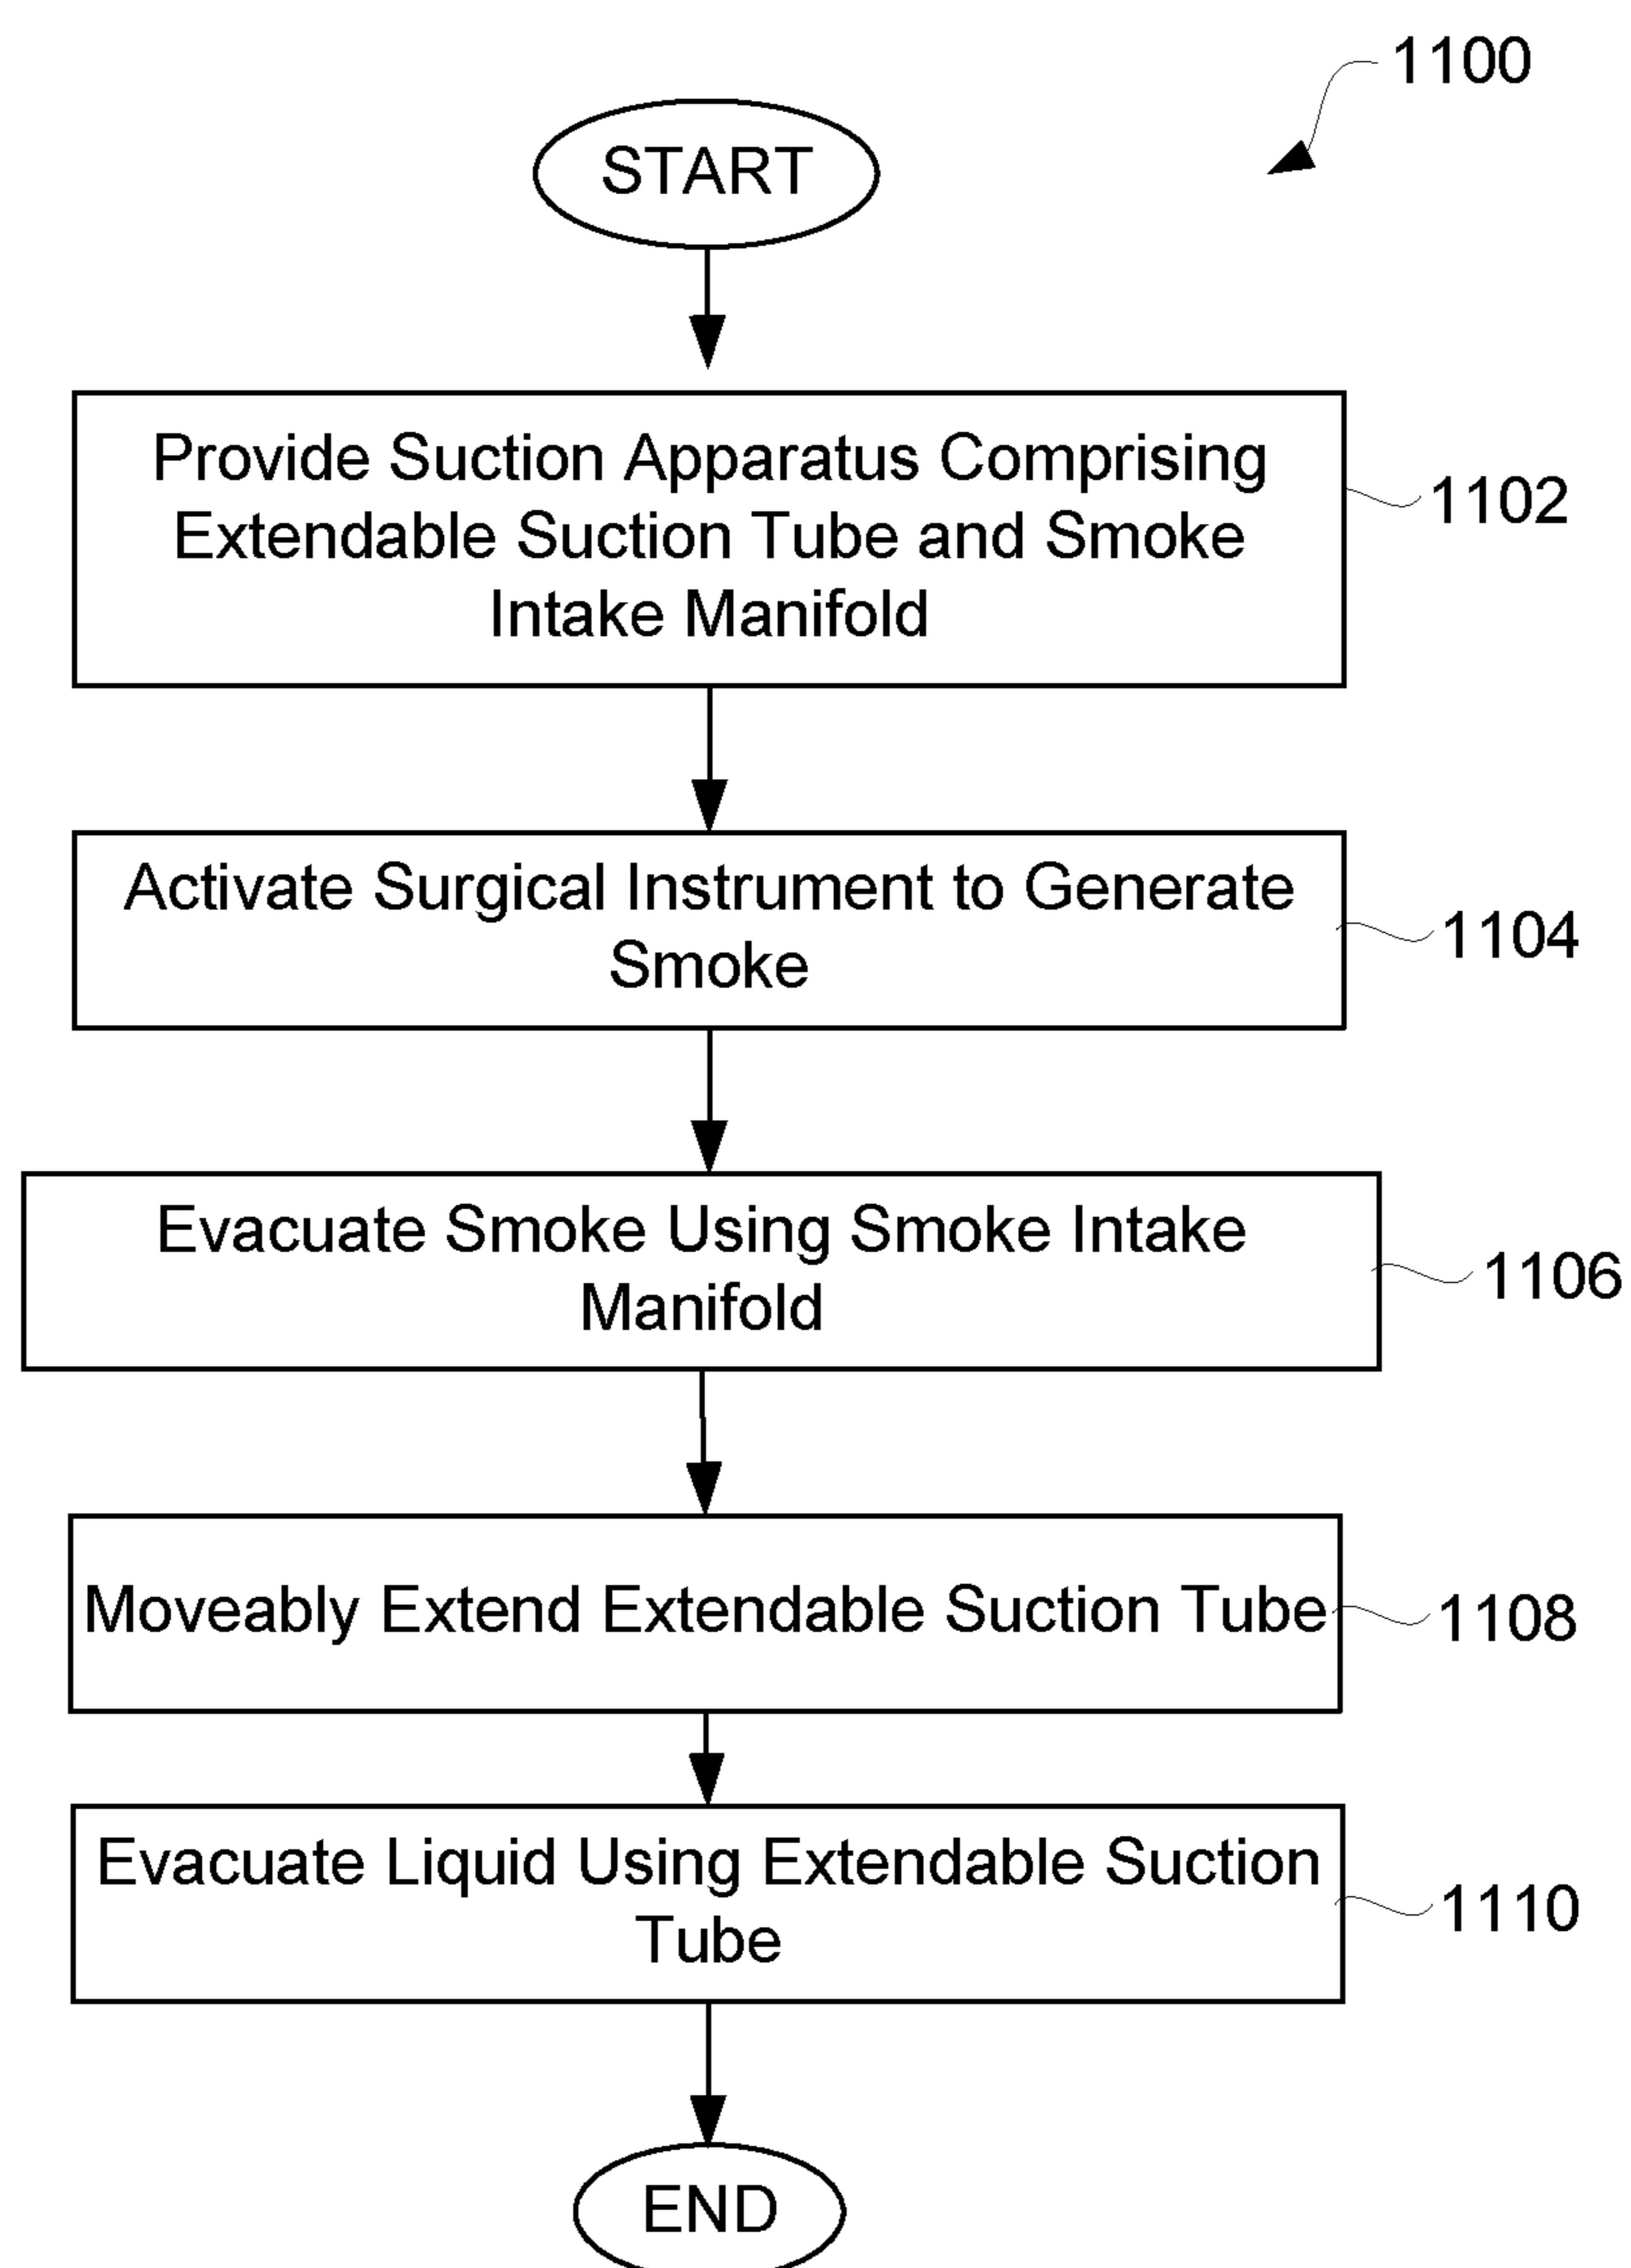 1100
START
Provide Suction Apparatus Comprising
Extendable Suction Tube and Smoke
Intake Manifold
1102
Activate Surgical Instrument to Generate
Smoke
1104
Evacuate Smoke Using Smoke Intake
Manifold
1106
Moveably Extend Extendable Suction Tube
1108
Evacuate Liquid Using Extendable Suction
Tube
1110
END